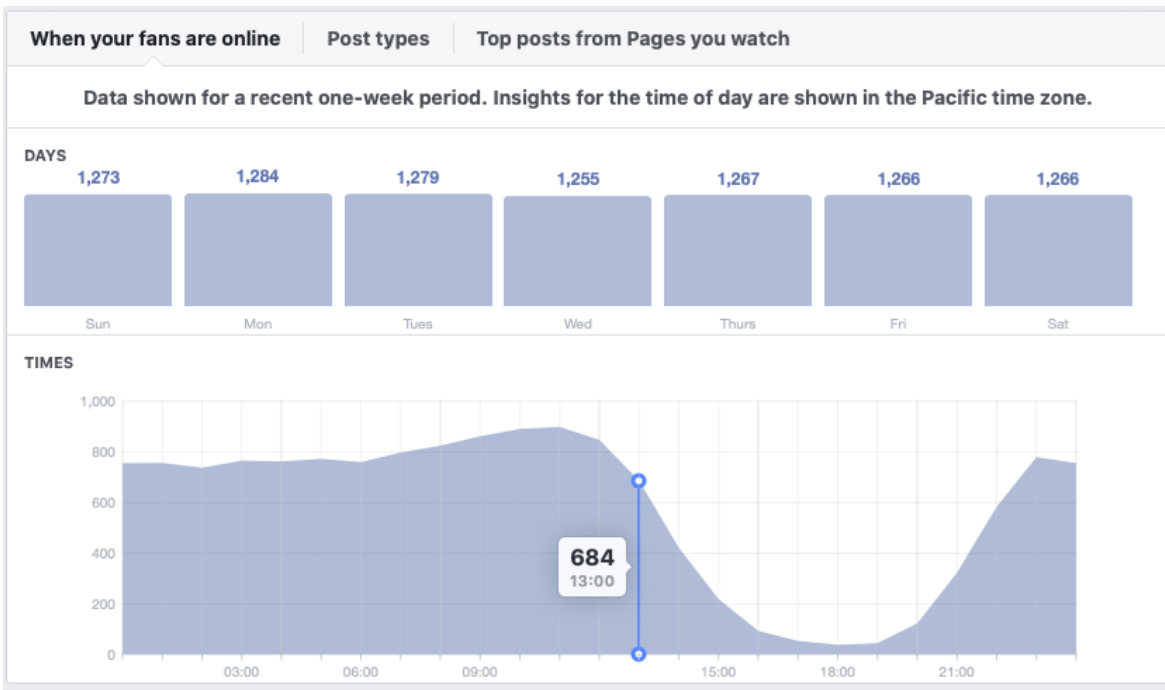 When your fans are online Post types Top posts from Pages you watch
Data shown for a recent one-week period. Insights for the time of day are shown in the Pacific time zone.
DAYS
1,273 1,284 1,279 1,255 1,267 1,266 1,266
Sun Mon Tues Wed Thurs Fri Sat
TIMES
1,000
800
600
400
200
0
684
13:00
03:00 06:00 09:00 15:00 18:00 21:00